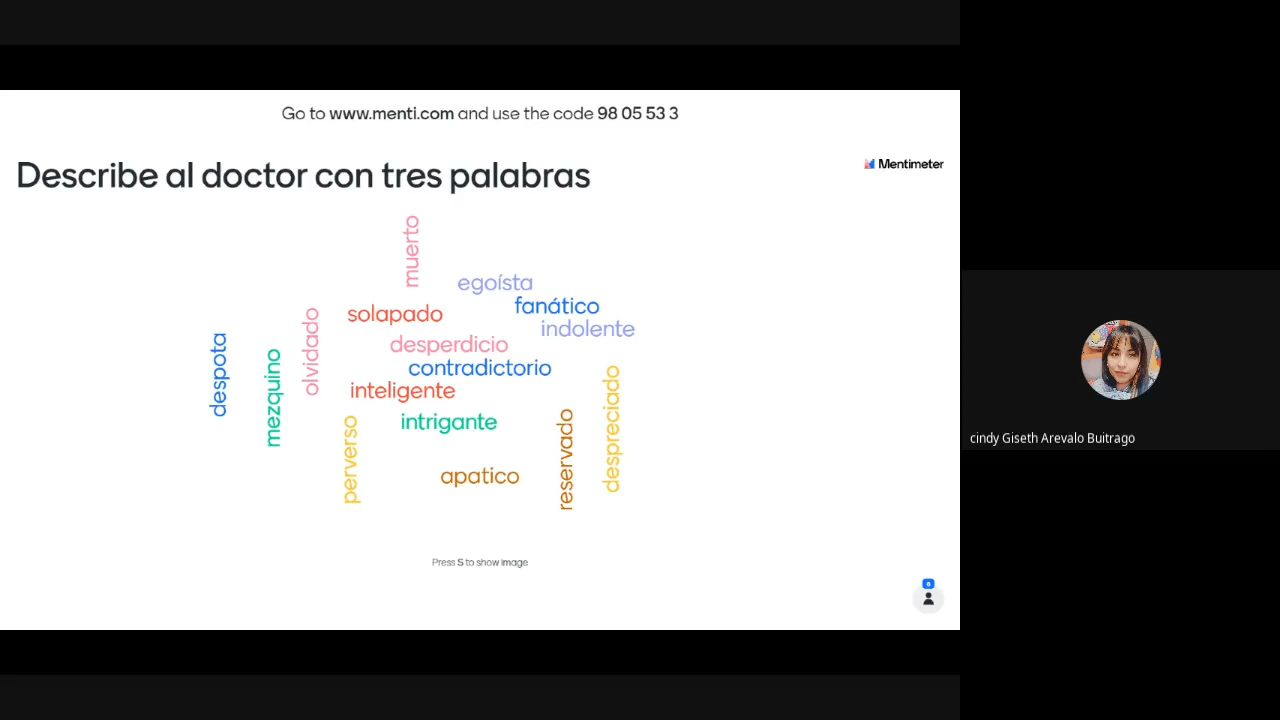 Go to www.menti.com and use the code 98 05 53 3
Mentimeter
Describe al doctor con tres palabras
muerto
egoísta
fanático
solapado
indolente
olvidado
despota
desperdicio
mezquino
contradictorio
inteligente
despreciado
intrigante
reservado
perverso
apatico
cindy Giseth Arevalo Buitrago
Press S to show image
6